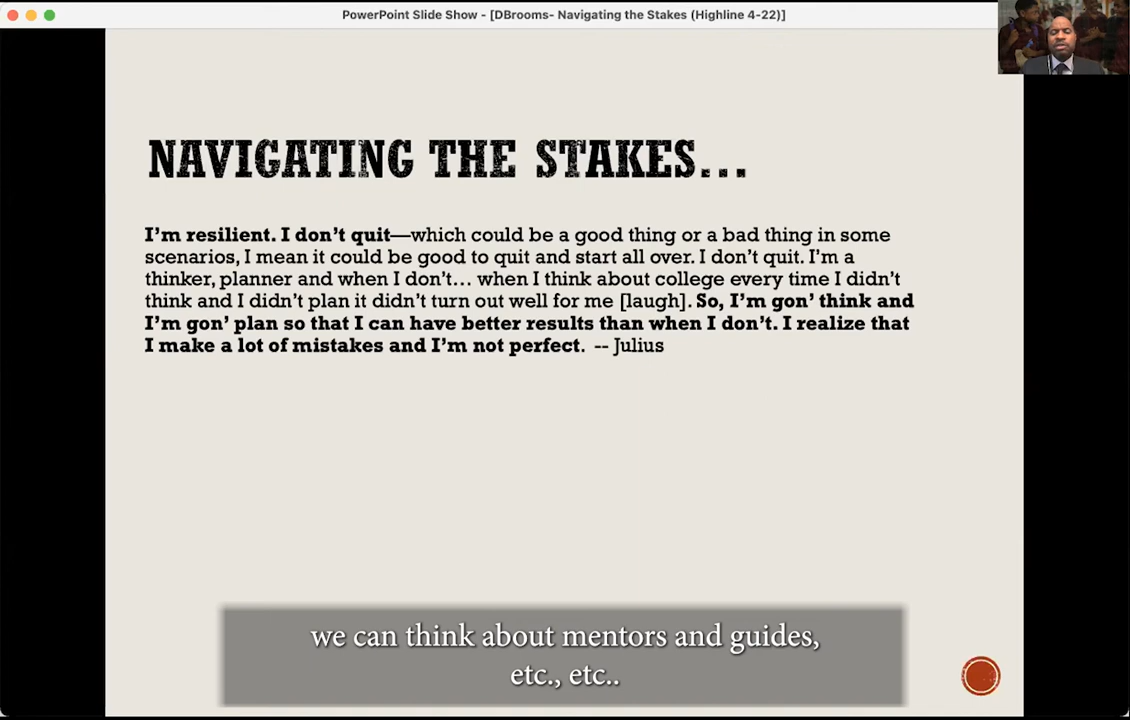 PowerPoint Slide Show - [DBrooms- Navigating the Stakes (Highline 4-22)]
NAVIGATING THE STAKES...
I'm resilient. I don't quit—which could be a good thing or a bad thing in some
scenarios, I mean it could be good to quit and start all over. I don't quit. I'm a
thinker, planner and when I don't... when I think about college every time I didn't
think and I didn't plan it didn't turn out well for me [laugh]. So, I'm gon' think and
I'm gon' plan so that I can have better results than when I don't. I realize that
I make a lot of mistakes and I'm not perfect. -- Julius
we can think about mentors and guides,
etc., etc..